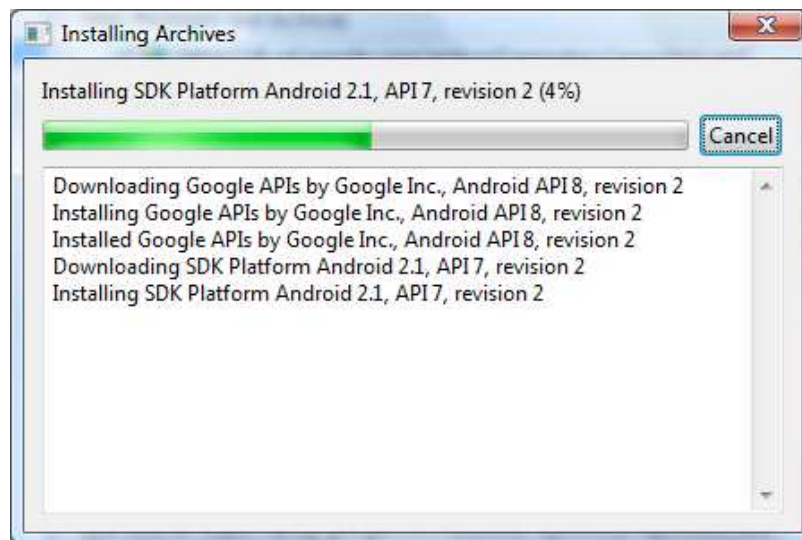 Installing Archives
Installing SDK Platform Android 2.1, API 7, revision 2 (4%)
Cancel
Downloading Google APIs by Google Inc., Android API 8, revision 2
Installing Google APIs by Google Inc., Android API 8, revision 2
Installed Google APIs by Google Inc., Android API 8, revision 2
Downloading SDK Platform Android 2.1, API 7, revision 2
Installing SDK Platform Android 2.1, API 7, revision 2